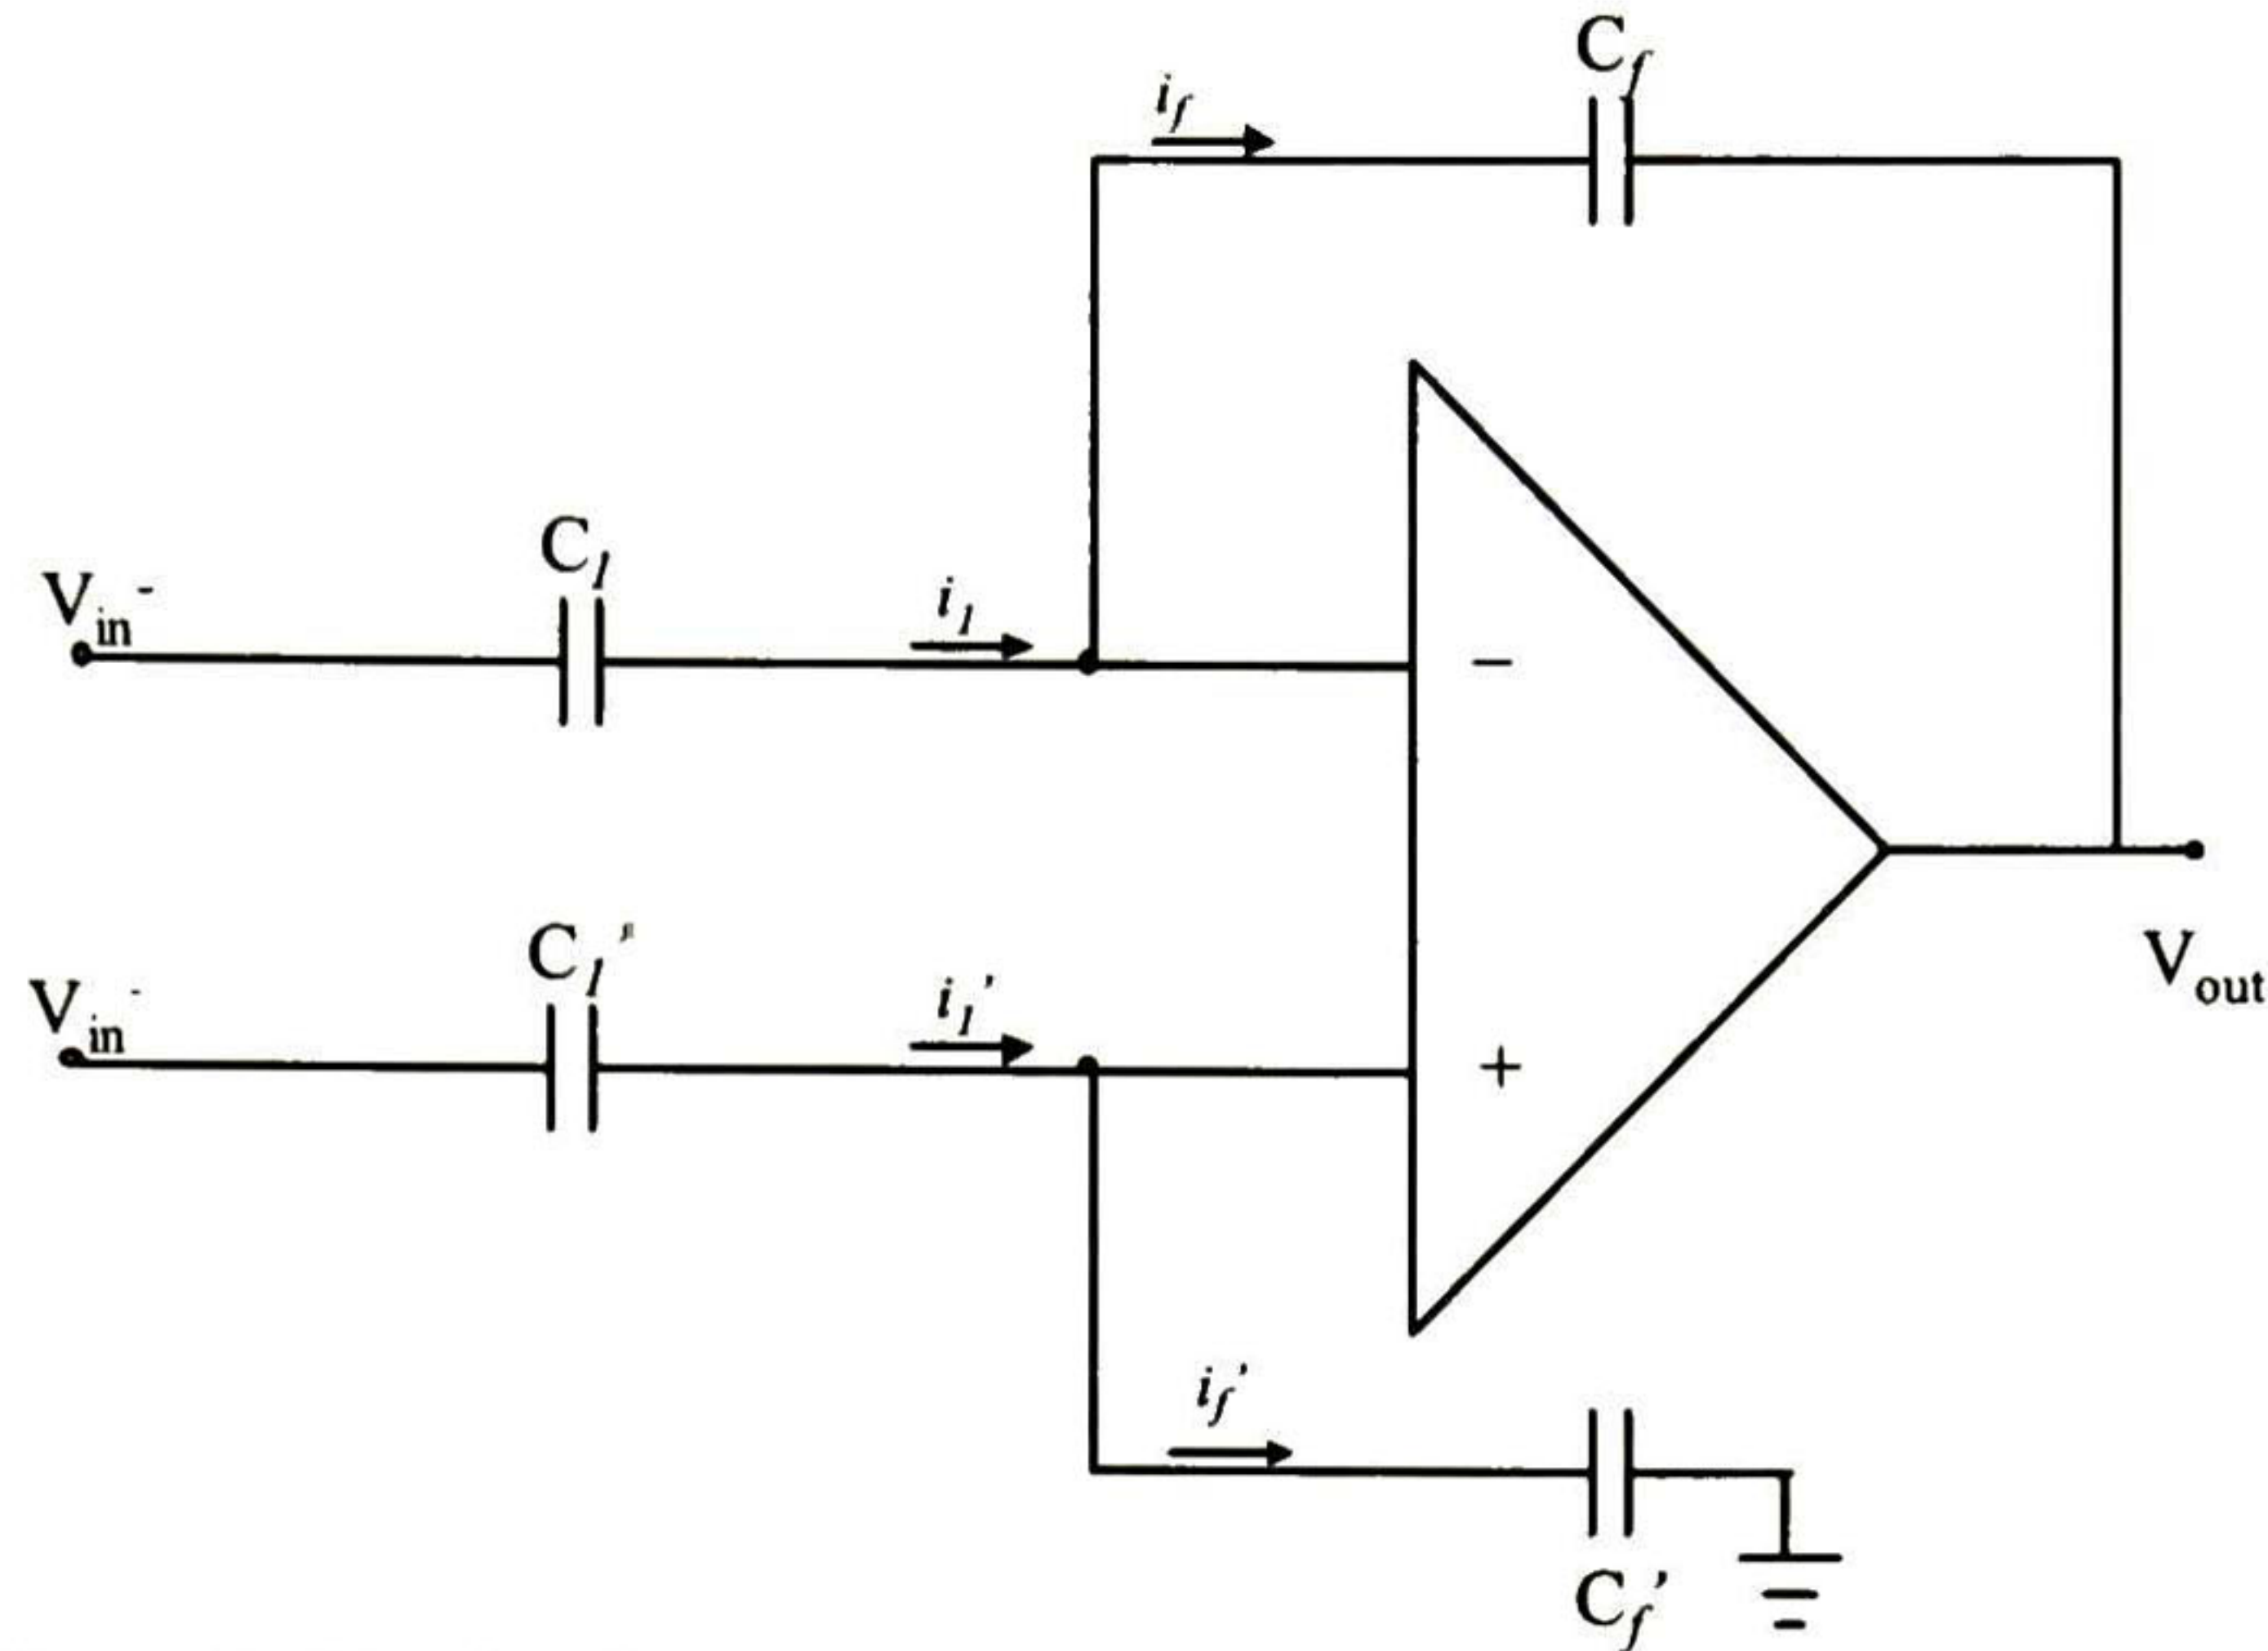 C_f
i_f
C_1
V_in^-
i_1
−
C_1'
V_in^-
i_1'
+
V_out
i_f'
C_f'